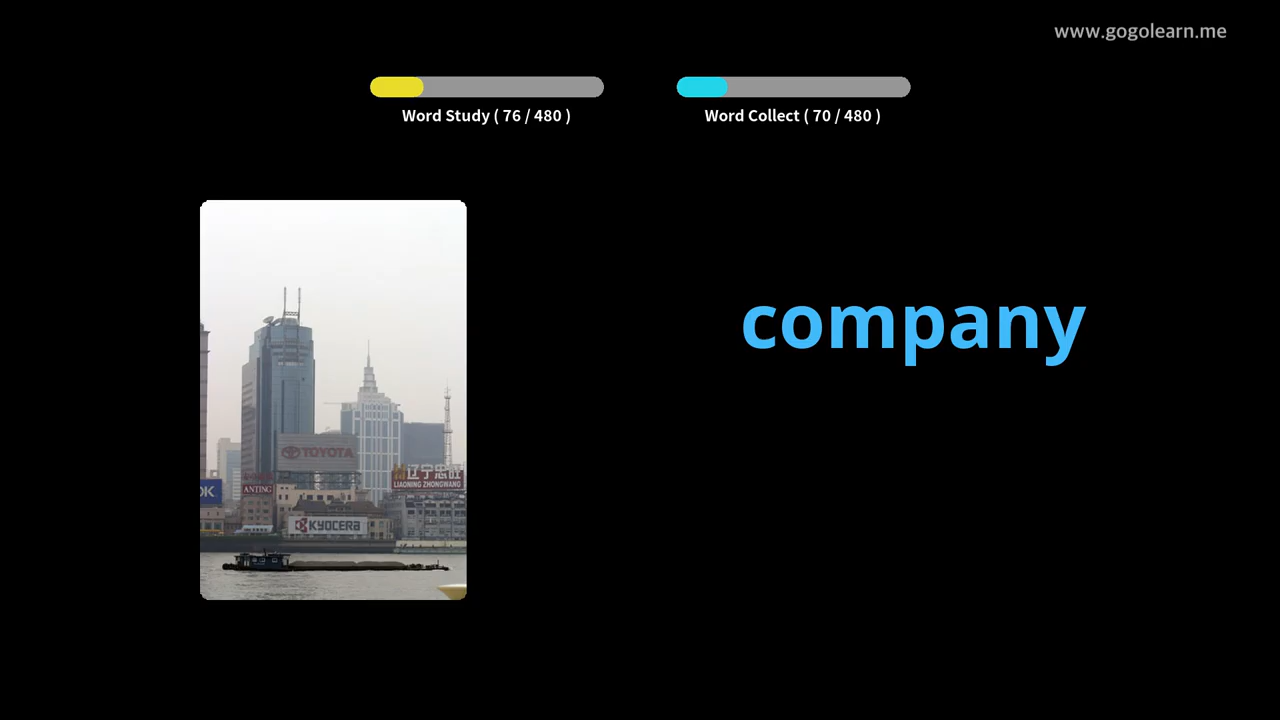 www.gogolearn.me
Word Study ( 76 / 480 )
Word Collect ( 70 / 480 )
company
TOYOTA
辽宁忠旺
LIAONING ZHONGWANG
OK
ANTING
KYOCERA